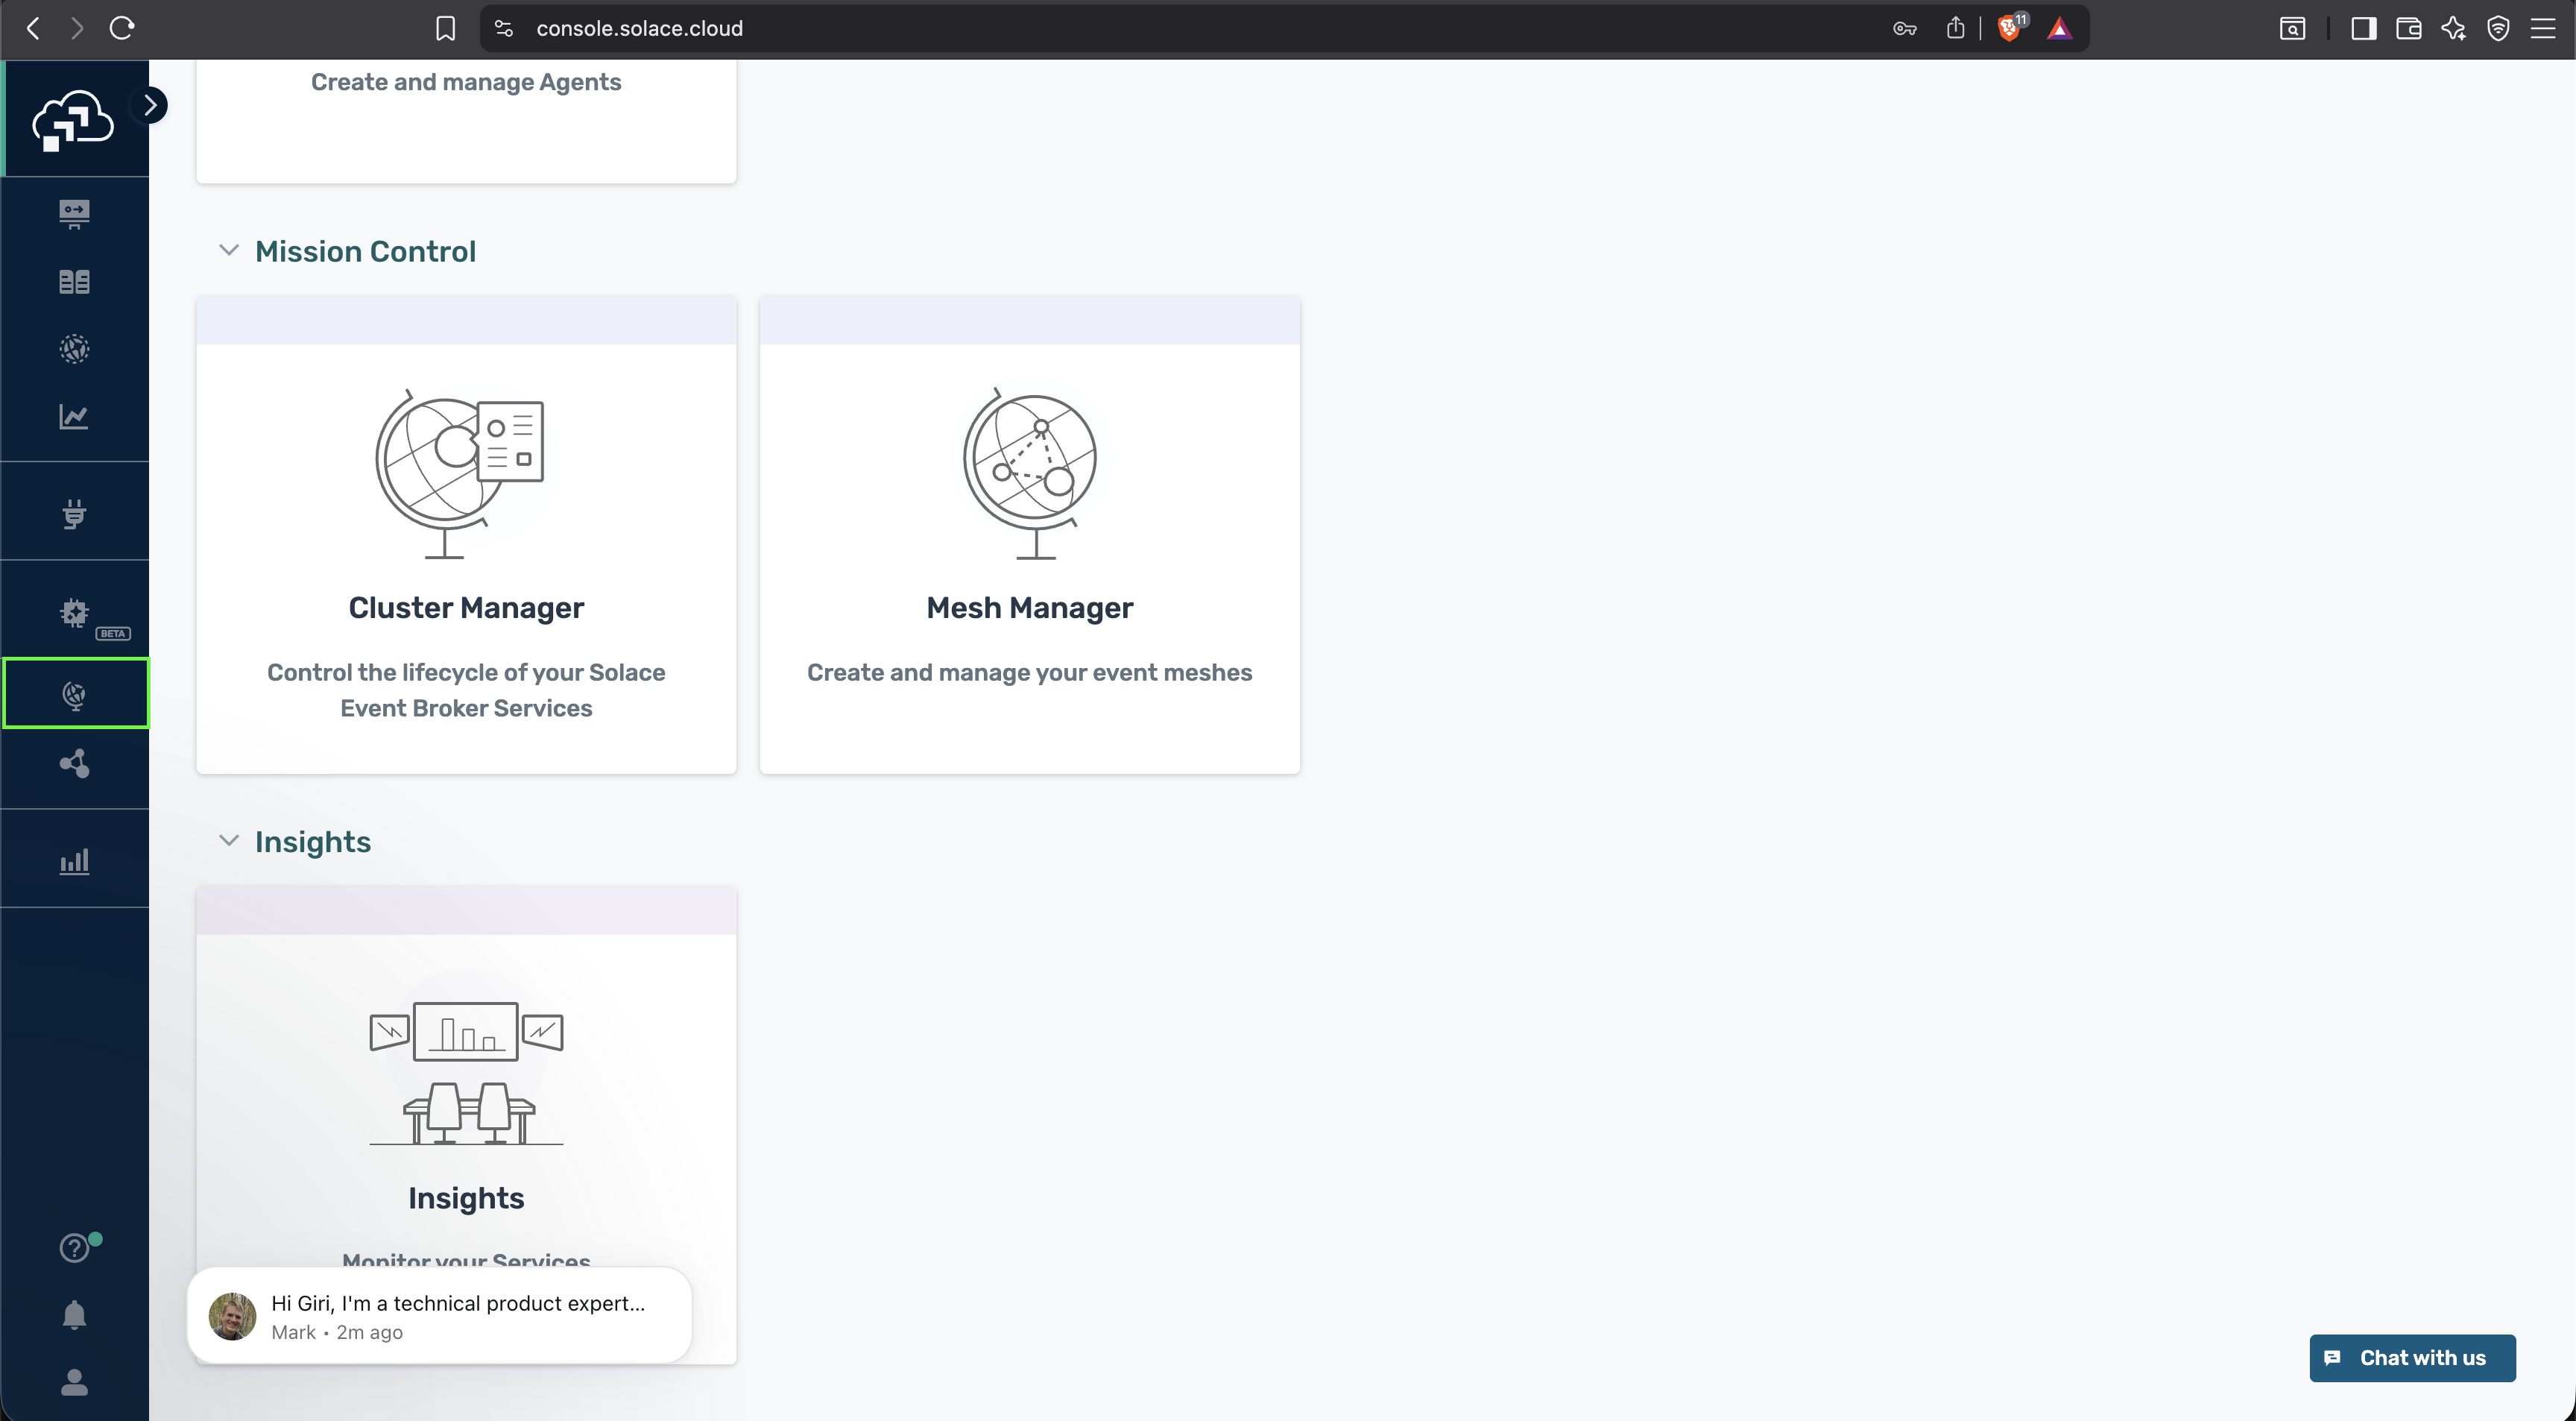 console.solace.cloud
11
Create and manage Agents
Mission Control
Cluster Manager
Control the lifecycle of your Solace
Event Broker Services
Mesh Manager
Create and manage your event meshes
BETA
Insights
Insights
Monitor your Services
Hi Giri, I'm a technical product expert...
Mark • 2m ago
Chat with us